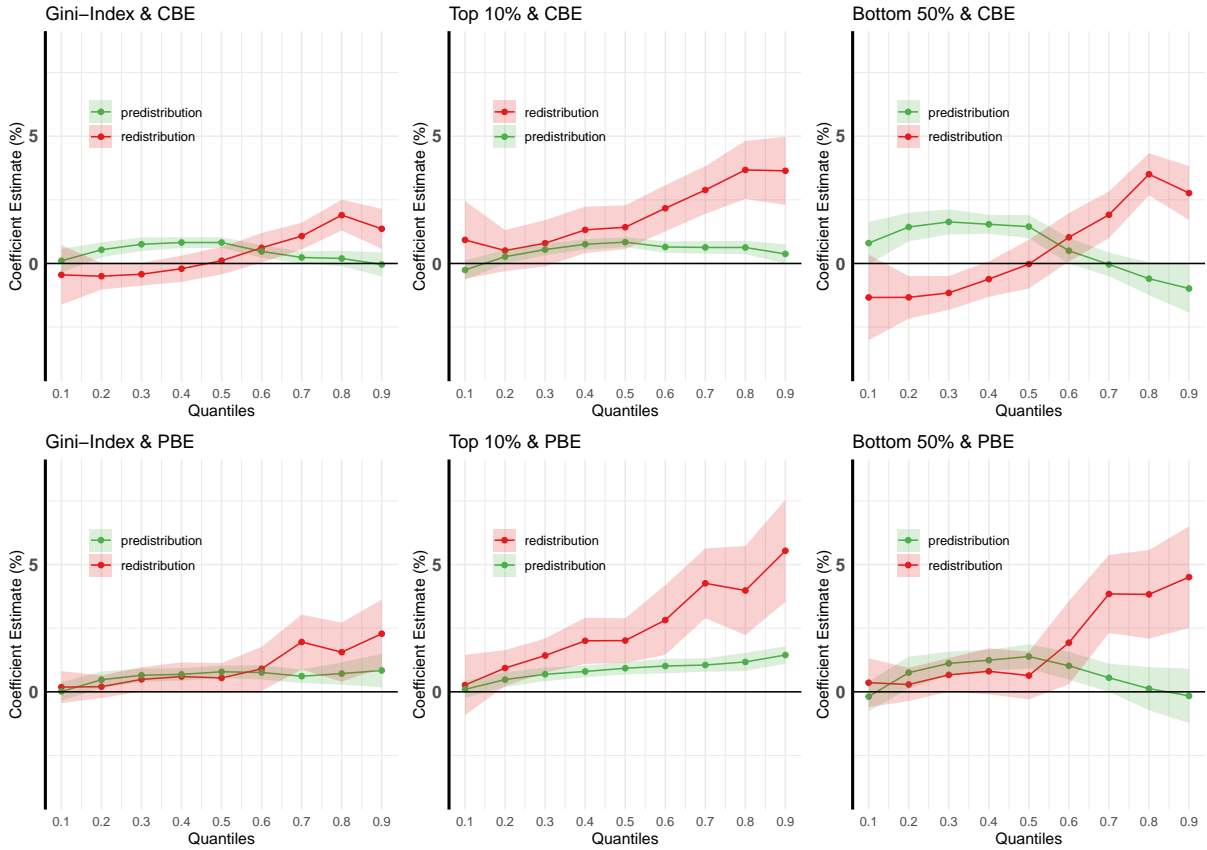 Gini−Index & CBE
Coefficient Estimate (%)
5
0
predistribution
redistribution
0.1 0.2 0.3 0.4 0.5 0.6 0.7 0.8 0.9
Quantiles
Top 10% & CBE
Coefficient Estimate (%)
5
0
redistribution
predistribution
0.1 0.2 0.3 0.4 0.5 0.6 0.7 0.8 0.9
Quantiles
Bottom 50% & CBE
Coefficient Estimate (%)
5
0
predistribution
redistribution
0.1 0.2 0.3 0.4 0.5 0.6 0.7 0.8 0.9
Quantiles
Gini−Index & PBE
Coefficient Estimate (%)
5
0
predistribution
redistribution
0.1 0.2 0.3 0.4 0.5 0.6 0.7 0.8 0.9
Quantiles
Top 10% & PBE
Coefficient Estimate (%)
5
0
redistribution
predistribution
0.1 0.2 0.3 0.4 0.5 0.6 0.7 0.8 0.9
Quantiles
Bottom 50% & PBE
Coefficient Estimate (%)
5
0
predistribution
redistribution
0.1 0.2 0.3 0.4 0.5 0.6 0.7 0.8 0.9
Quantiles